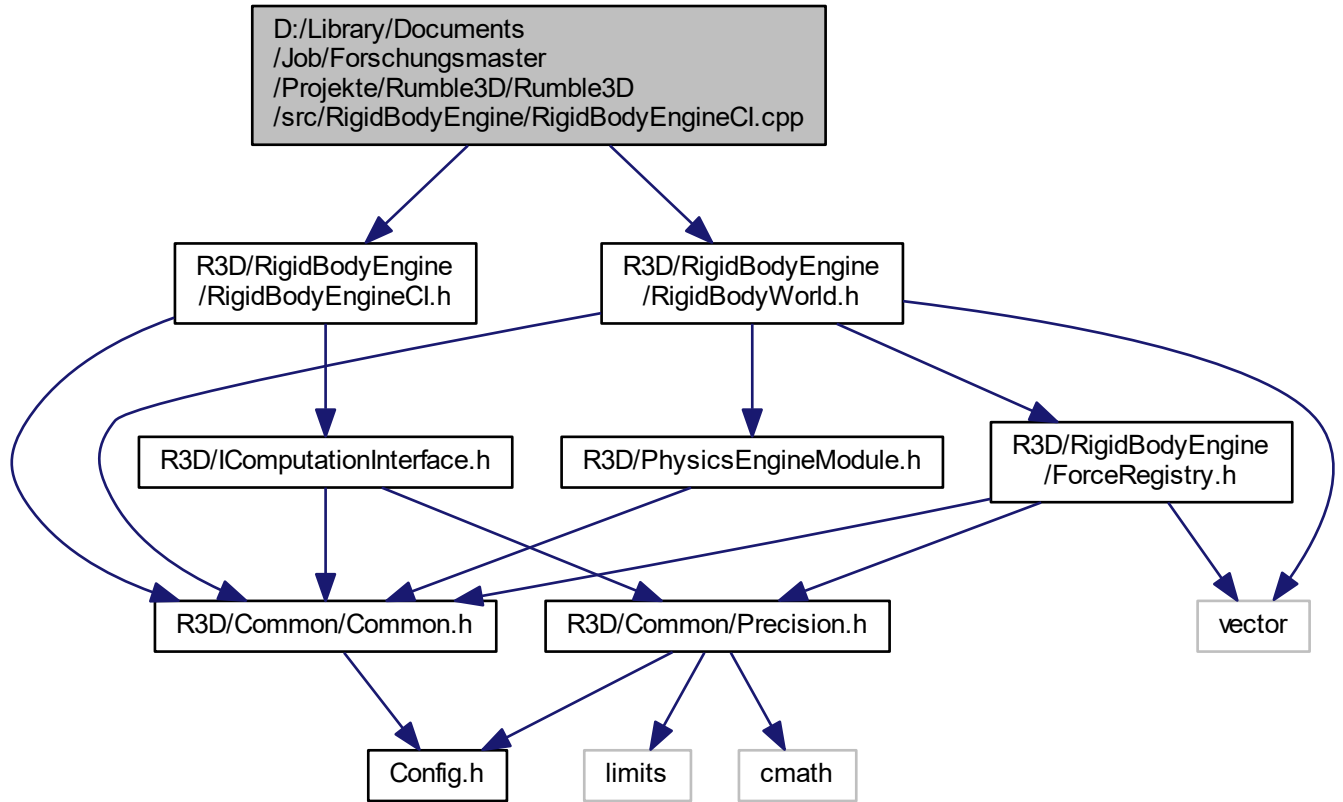 D:/Library/Documents
/Job/Forschungsmaster
/Projekte/Rumble3D/Rumble3D
/src/RigidBodyEngine/RigidBodyEngineCI.cpp
R3D/RigidBodyEngine
/RigidBodyEngineCI.h
R3D/RigidBodyEngine
/RigidBodyWorld.h
R3D/IComputationInterface.h
R3D/PhysicsEngineModule.h
R3D/RigidBodyEngine
/ForceRegistry.h
R3D/Common/Common.h
R3D/Common/Precision.h
vector
Config.h
limits
cmath